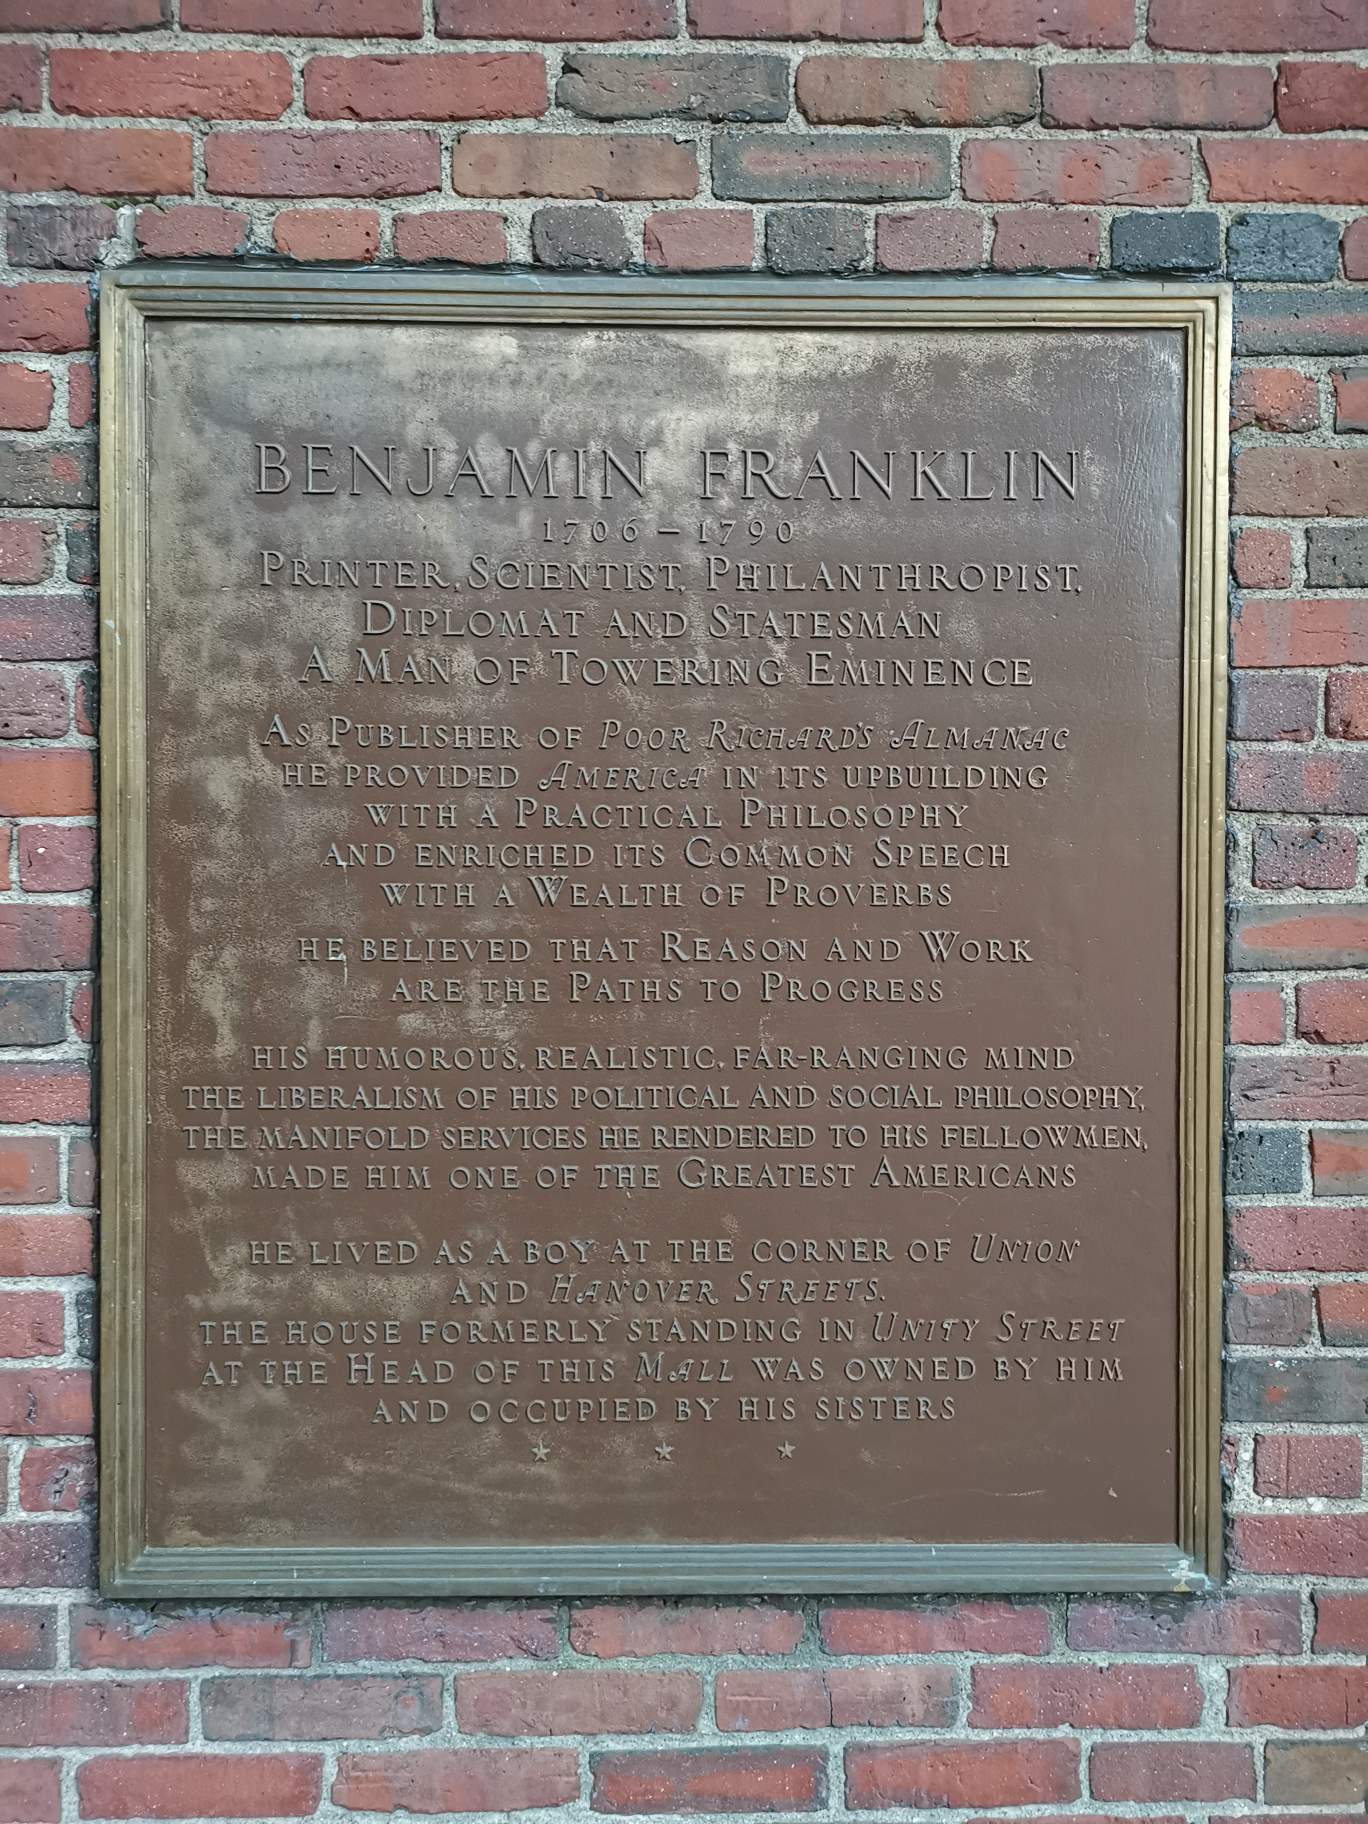 BENJAMIN FRANKLIN
1706 – 1790
PRINTER, SCIENTIST, PHILANTHROPIST,
DIPLOMAT AND STATESMAN
A MAN OF TOWERING EMINENCE
AS PUBLISHER OF POOR RICHARD'S ALMANAC
HE PROVIDED AMERICA IN ITS UPBUILDING
WITH A PRACTICAL PHILOSOPHY
AND ENRICHED ITS COMMON SPEECH
WITH A WEALTH OF PROVERBS
HE BELIEVED THAT REASON AND WORK
ARE THE PATHS TO PROGRESS
HIS HUMOROUS, REALISTIC, FAR-RANGING MIND
THE LIBERALISM OF HIS POLITICAL AND SOCIAL PHILOSOPHY,
THE MANIFOLD SERVICES HE RENDERED TO HIS FELLOWMEN,
MADE HIM ONE OF THE GREATEST AMERICANS
HE LIVED AS A BOY AT THE CORNER OF UNION
AND HANOVER STREETS.
THE HOUSE FORMERLY STANDING IN UNITY STREET
AT THE HEAD OF THIS MALL WAS OWNED BY HIM
AND OCCUPIED BY HIS SISTERS